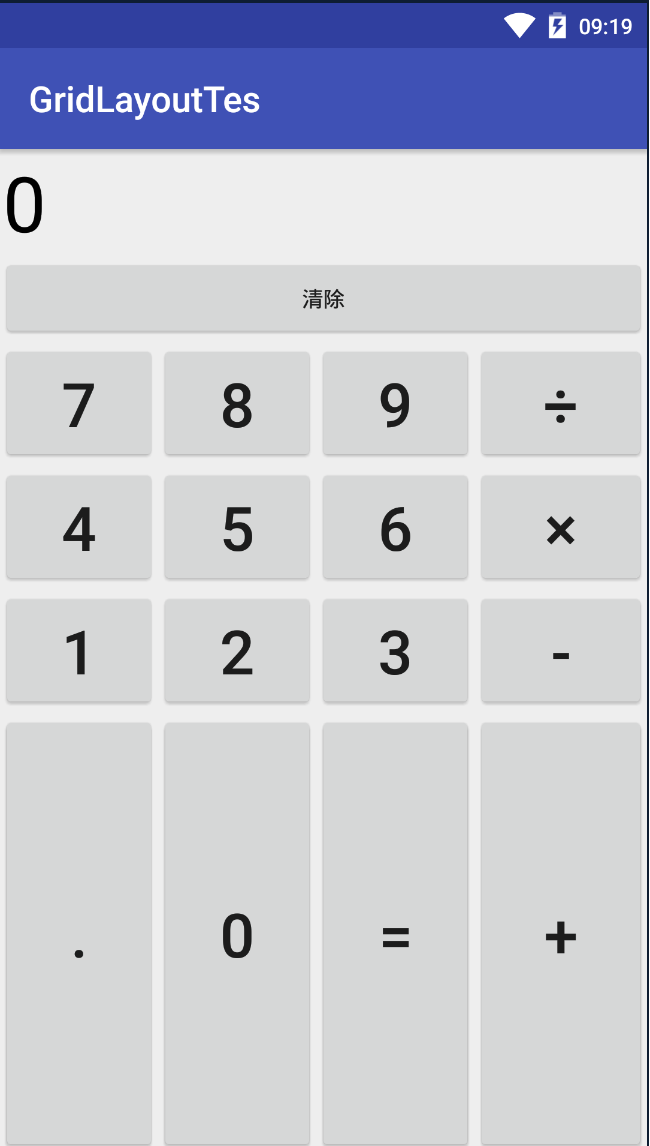 09:19
GridLayoutTes
0
清除
7 8 9 ÷
4 5 6 ×
1 2 3 -
. 0 = +